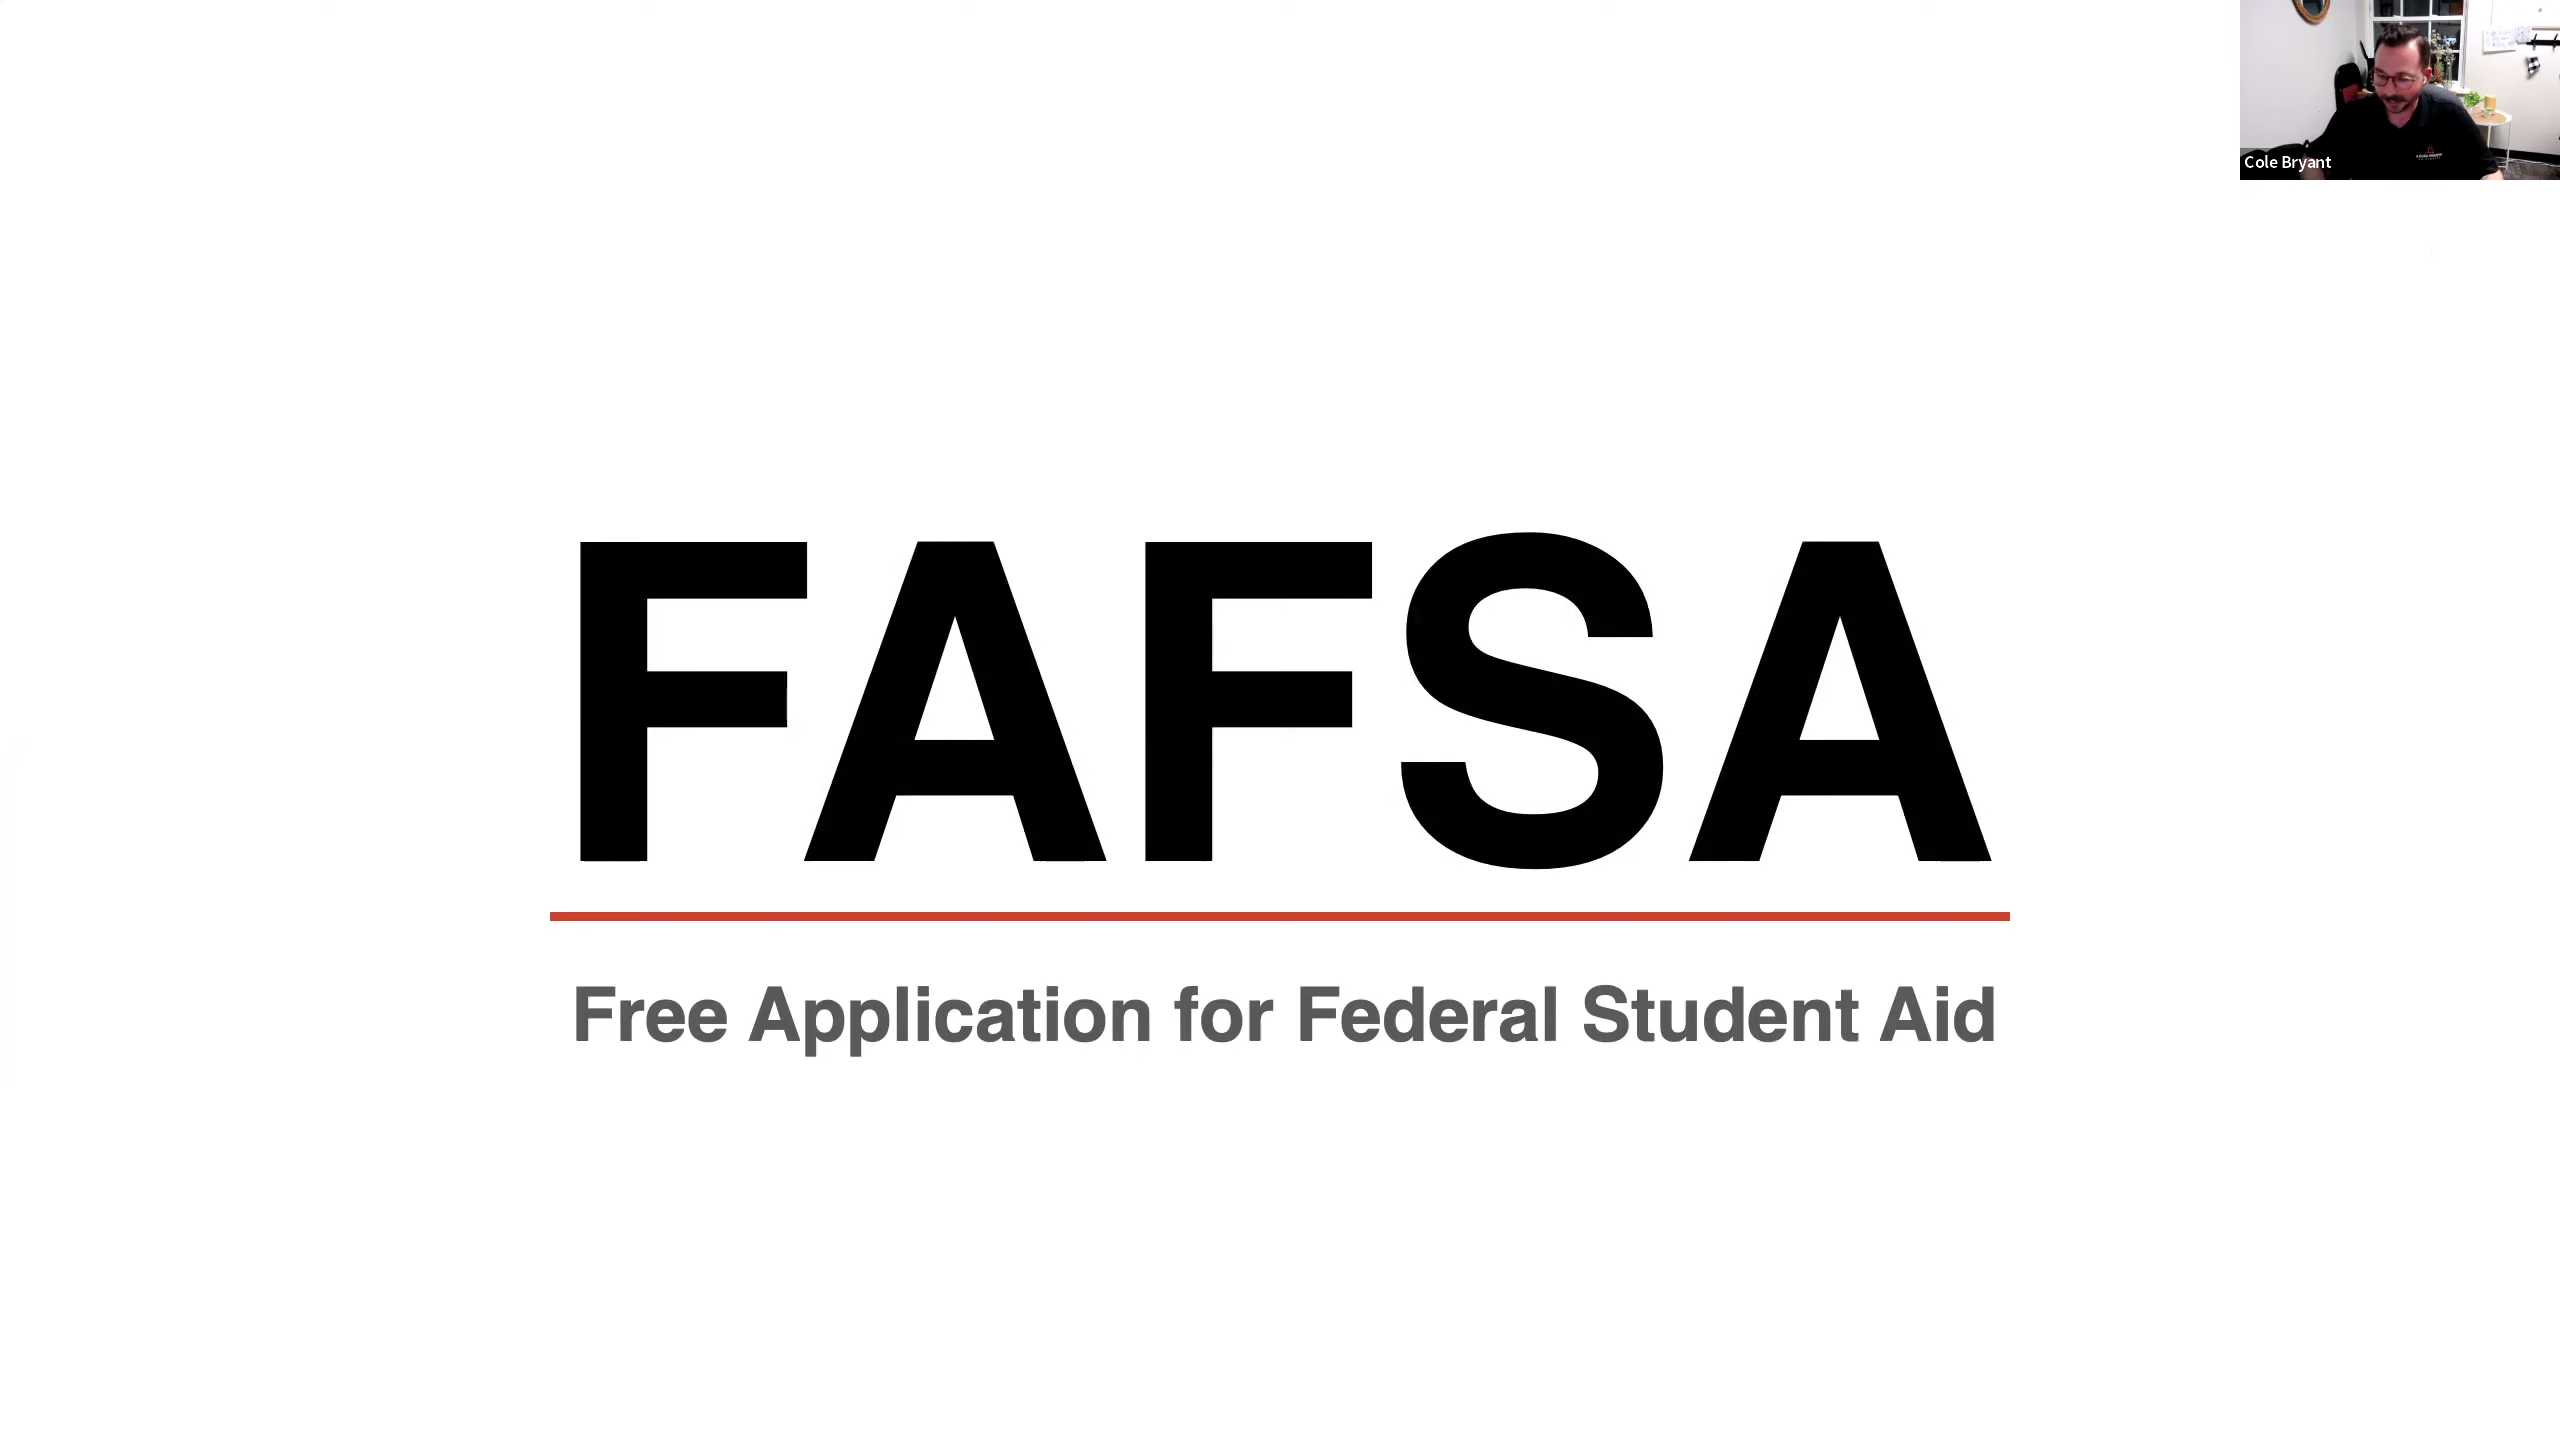 Cole Bryant
FAFSA
Free Application for Federal Student Aid